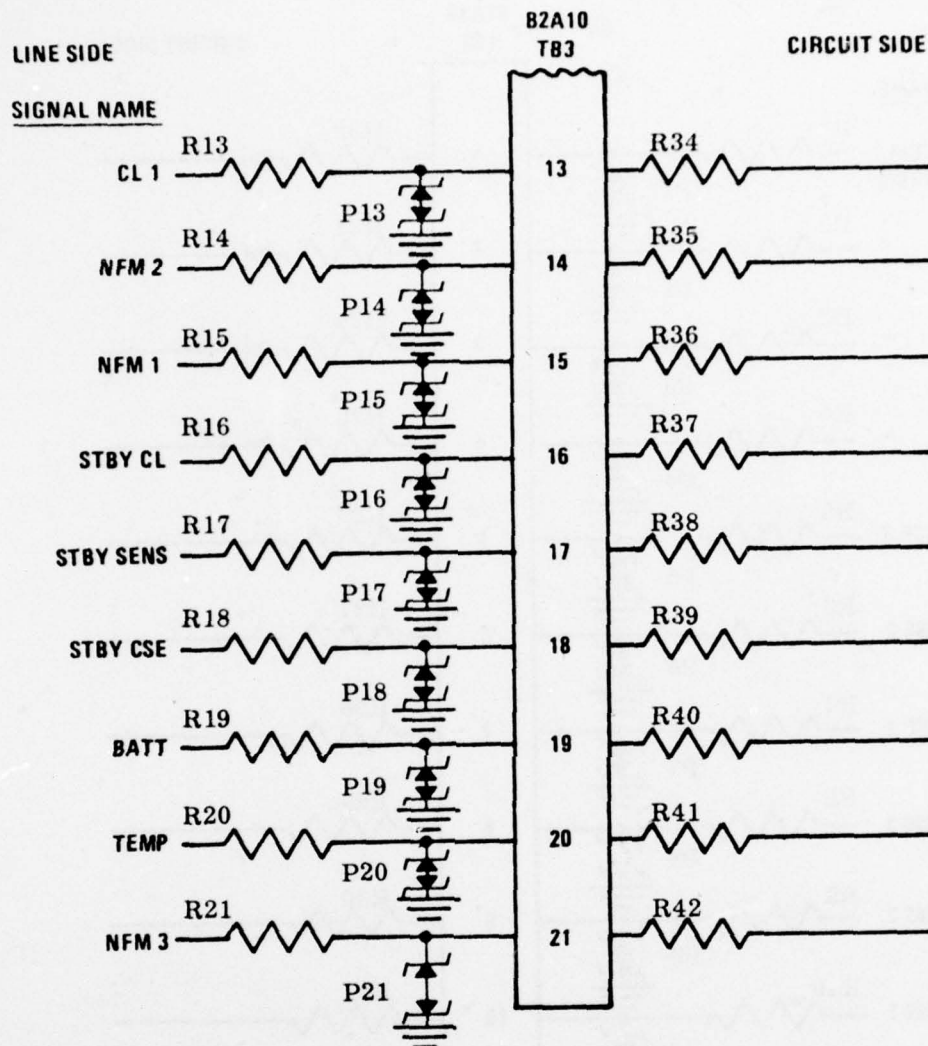 B2A10
TB3
LINE SIDE
CIRCUIT SIDE
SIGNAL NAME
R13
CL 1
P13
13
R34
R14
NFM 2
P14
14
R35
R15
NFM 1
P15
15
R36
R16
STBY CL
P16
16
R37
R17
STBY SENS
P17
17
R38
R18
STBY CSE
P18
18
R39
R19
BATT
P19
19
R40
R20
TEMP
P20
20
R41
R21
NFM 3
P21
21
R42